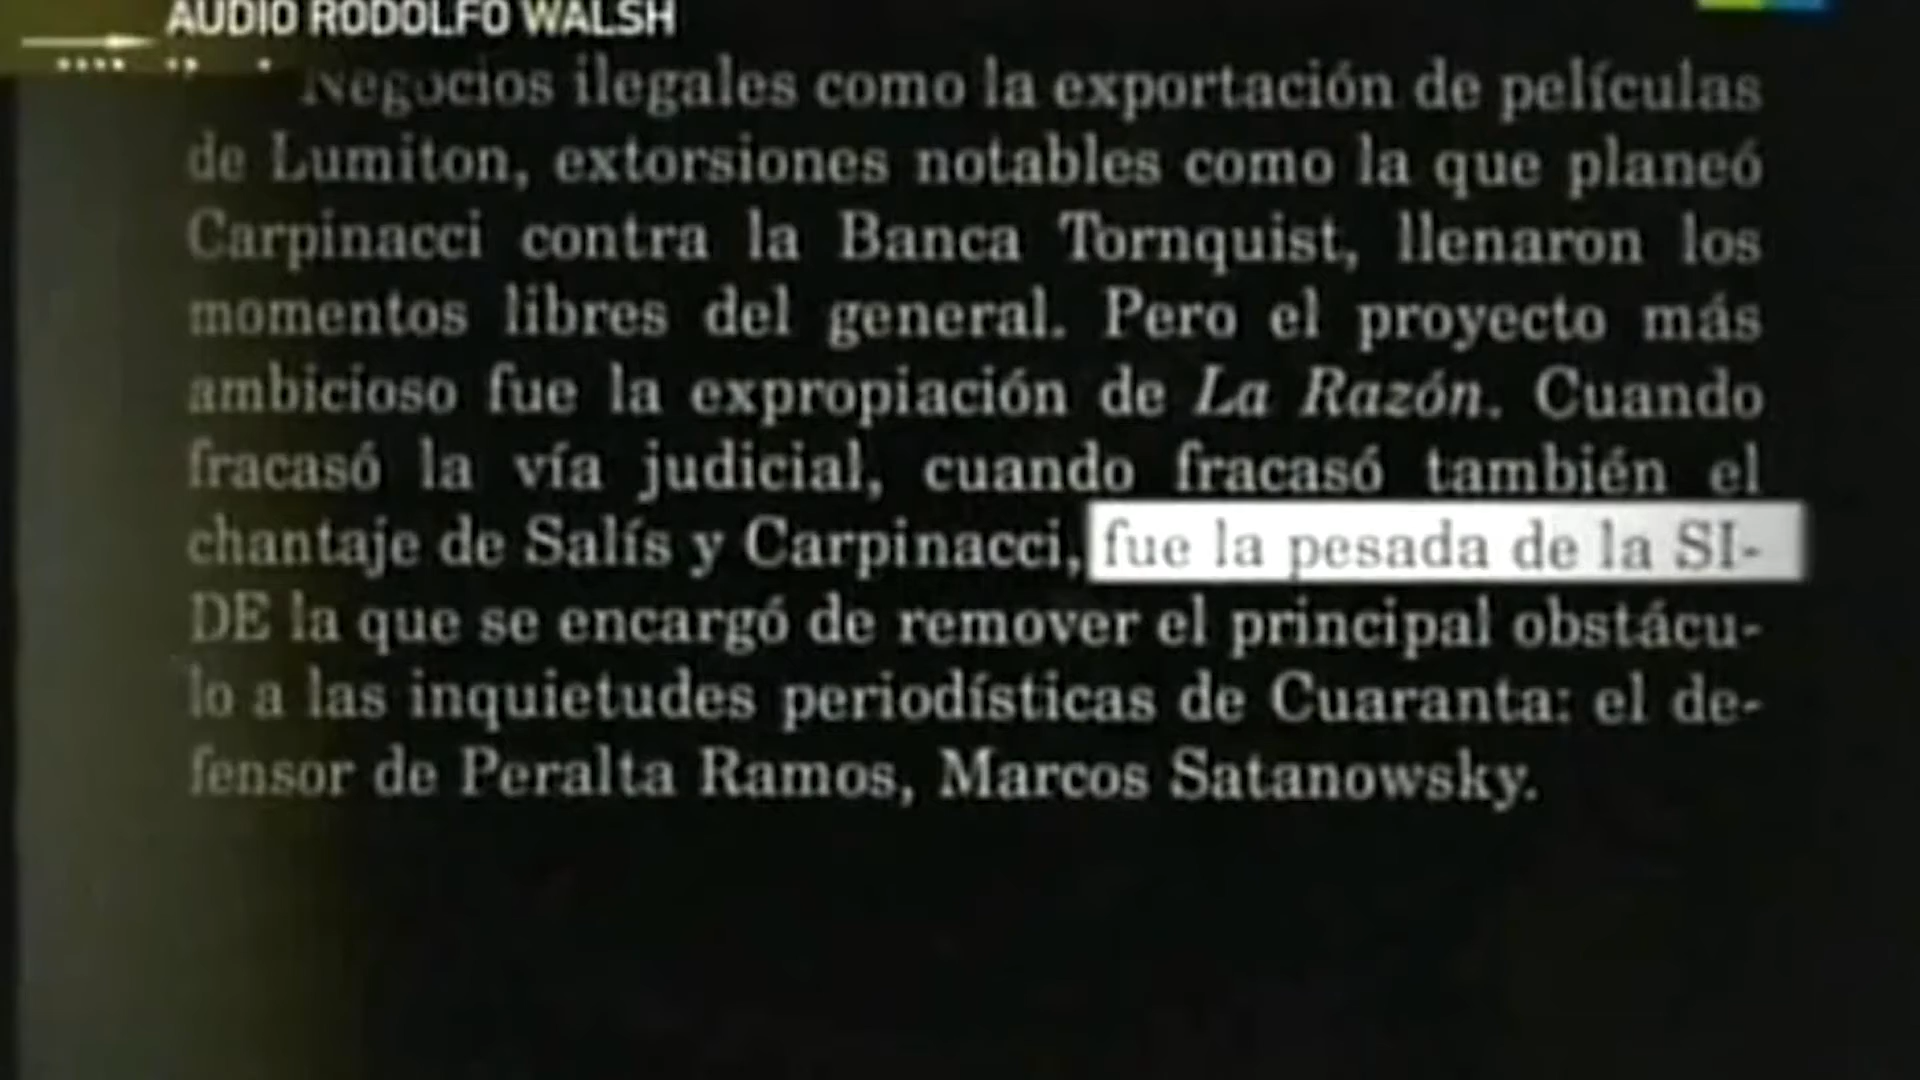 AUDIO RODOLFO WALSH
Negocios ilegales como la exportación de películas
de Lumiton, extorsiones notables como la que planeó
Carpinacci contra la Banca Tornquist, llenaron los
momentos libres del general. Pero el proyecto más
ambicioso fue la expropiación de La Razón. Cuando
fracasó la vía judicial, cuando fracasó también el
chantaje de Salís y Carpinacci, fue la pesada de la SI-
DE la que se encargó de remover el principal obstácu-
lo a las inquietudes periodísticas de Cuaranta: el de-
fensor de Peralta Ramos, Marcos Satanowsky.